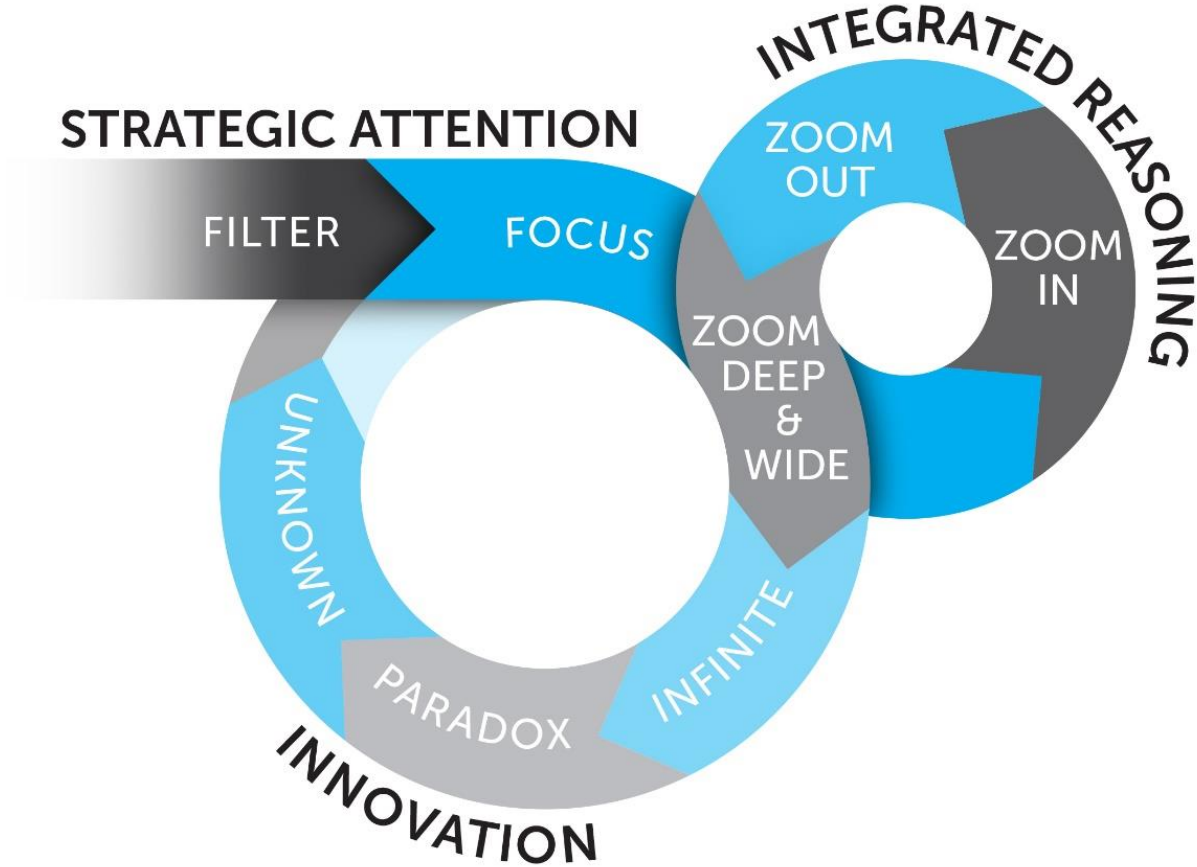 STRATEGIC ATTENTION
FILTER
FOCUS
INTEGRATED REASONING
ZOOM
OUT
ZOOM
IN
ZOOM
DEEP
&
WIDE
INFINITE
PARADOX
UNKNOWN
INNOVATION